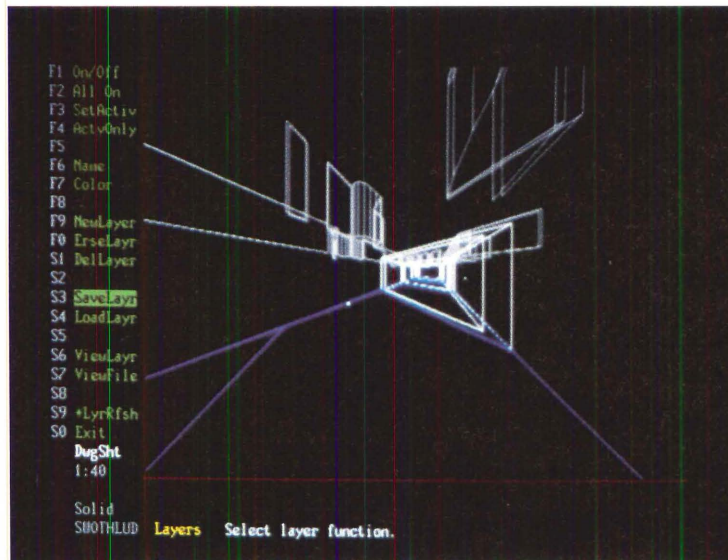 F1 On/Off
F2 All On
F3 SetActiv
F4 ActvOnly
F5
F6 Name
F7 Color
F8
F9 NewLayer
F0 ErseLayr
S1 DelLayer
S2
S3 SaveLayr
S4 LoadLayr
S5
S6 ViewLayr
S7 ViewFile
S8
S9 *LyrRfsh
S0 Exit
DwgSht
1:40
Solid
SWOTHLUD Layers Select layer function.